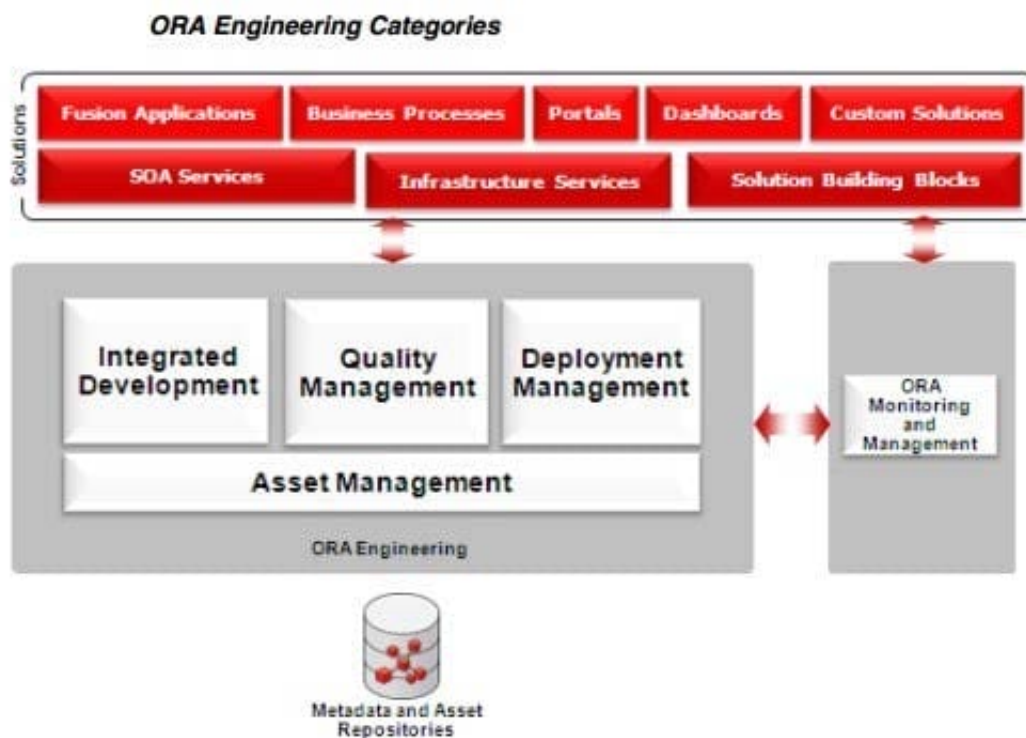 ORA Engineering Categories
Solutions
Fusion Applications
Business Processes
Portals
Dashboards
Custom Solutions
SOA Services
Infrastructure Services
Solution Building Blocks
Integrated
Development
Quality
Management
Deployment
Management
Asset Management
ORA Engineering
ORA
Monitoring
and
Management
Metadata and Asset
Repositories